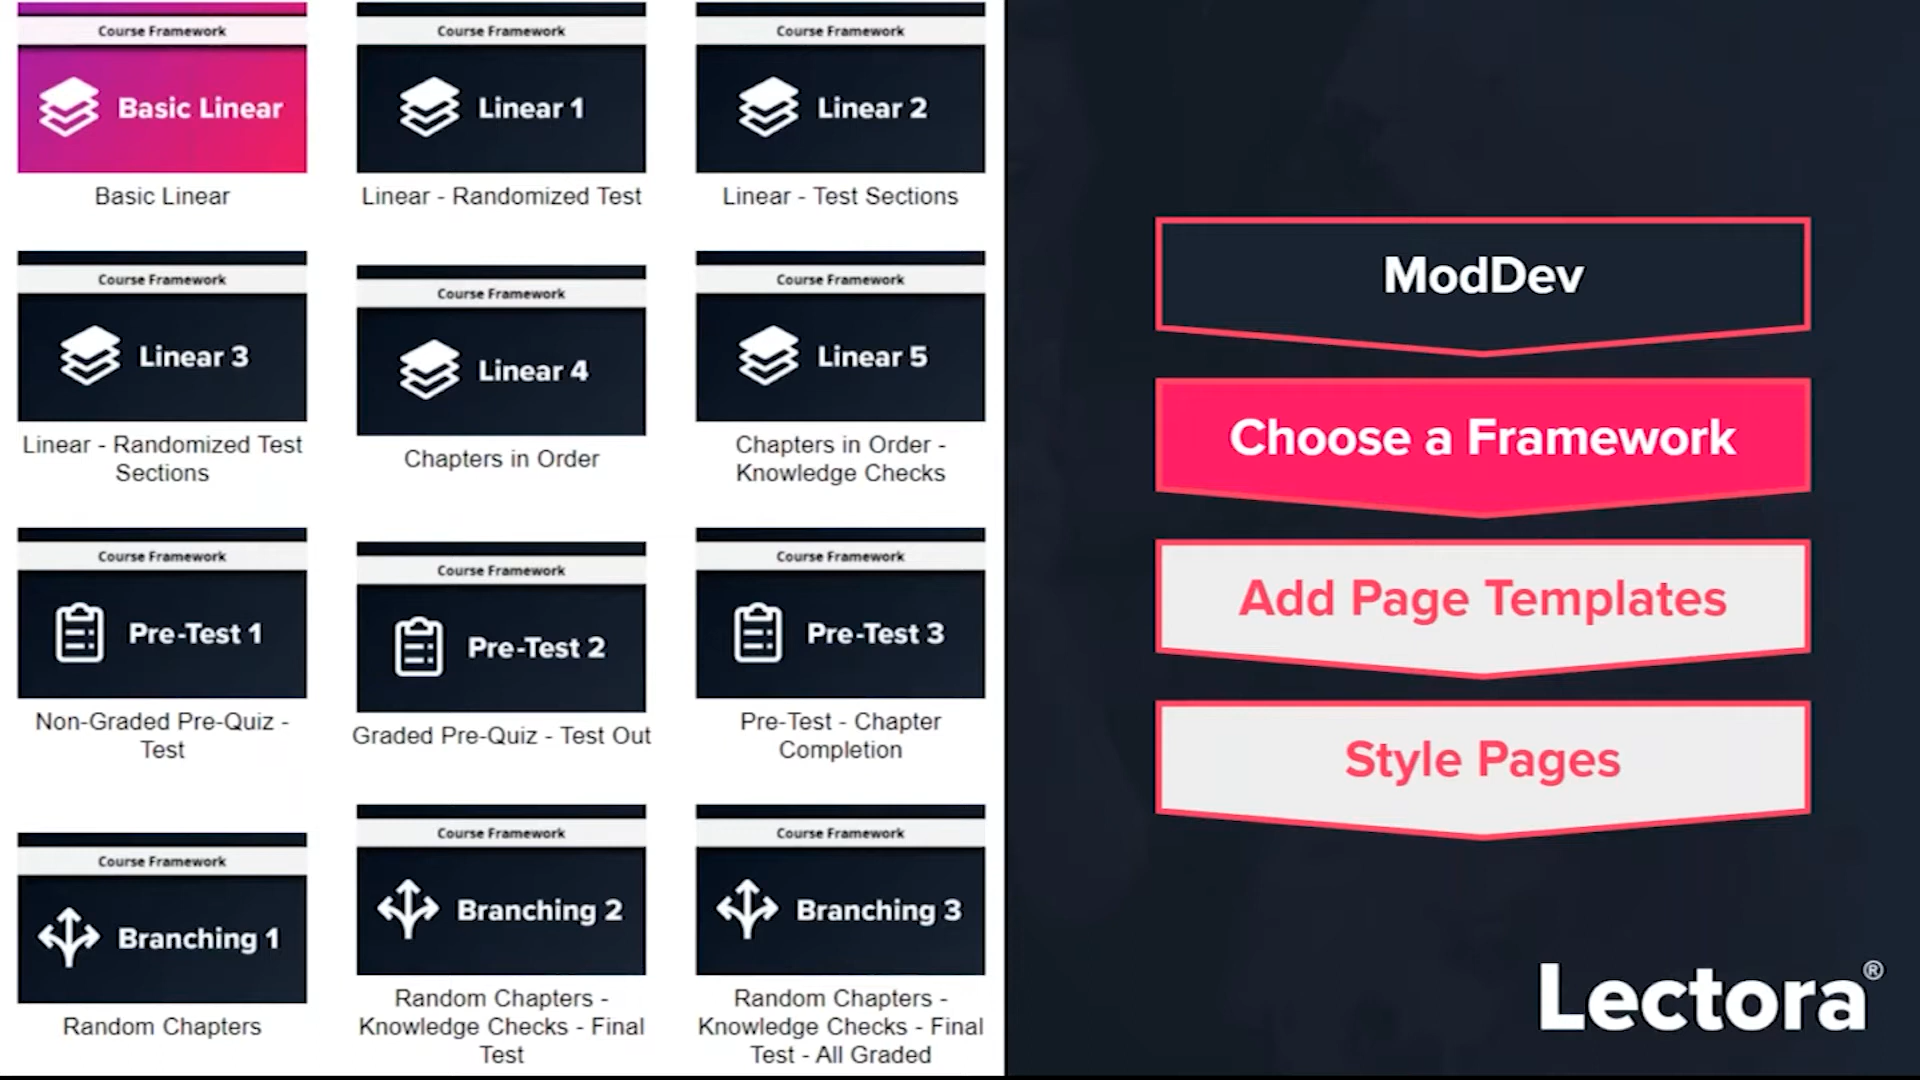 Course Framework
Basic Linear
Basic Linear
Course Framework
Linear 1
Linear - Randomized Test
Course Framework
Linear 2
Linear - Test Sections
Course Framework
Linear 3
Linear - Randomized Test
Sections
Course Framework
Linear 4
Chapters in Order
Course Framework
Linear 5
Chapters in Order -
Knowledge Checks
Course Framework
Pre-Test 1
Non-Graded Pre-Quiz -
Test
Course Framework
Pre-Test 2
Graded Pre-Quiz - Test Out
Course Framework
Pre-Test 3
Pre-Test - Chapter
Completion
Course Framework
Branching 1
Random Chapters
Course Framework
Branching 2
Random Chapters -
Knowledge Checks - Final
Test
Course Framework
Branching 3
Random Chapters -
Knowledge Checks - Final
Test - All Graded
ModDev
Choose a Framework
Add Page Templates
Style Pages
Lectora®